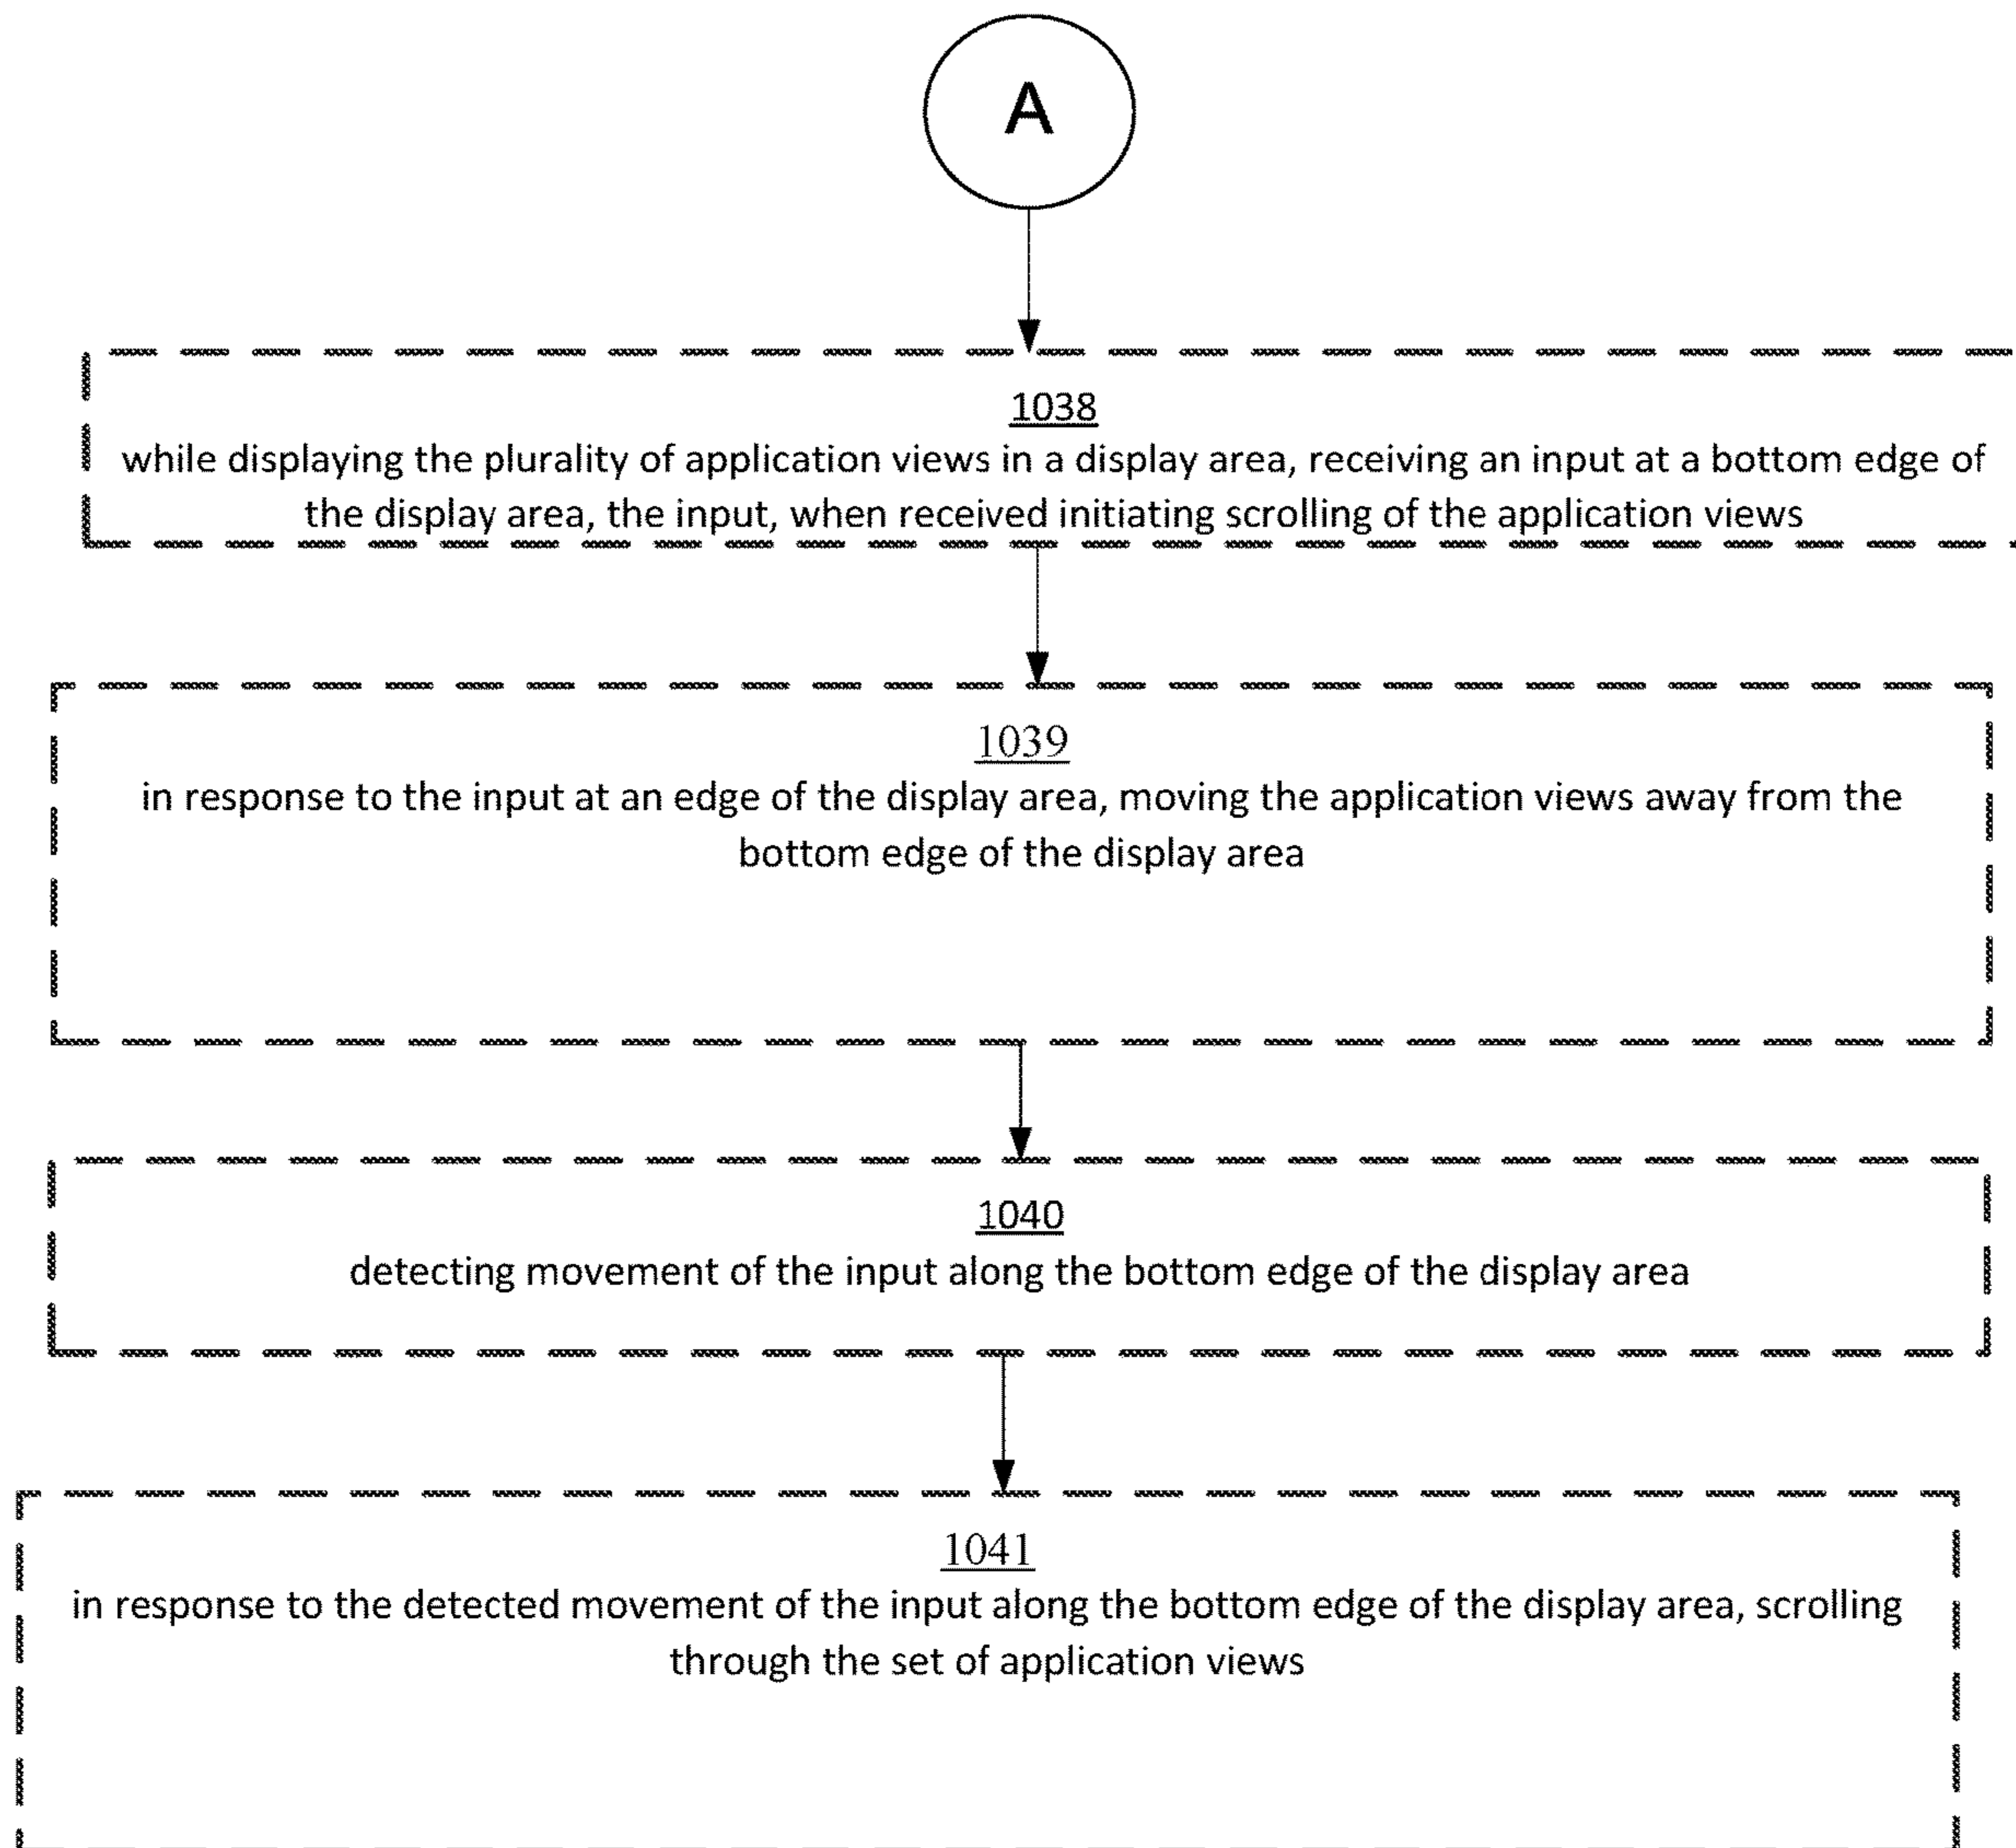 A
1038
while displaying the plurality of application views in a display area, receiving an input at a bottom edge of
the display area, the input, when received initiating scrolling of the application views
1039
in response to the input at an edge of the display area, moving the application views away from the
bottom edge of the display area
1040
detecting movement of the input along the bottom edge of the display area
1041
in response to the detected movement of the input along the bottom edge of the display area, scrolling
through the set of application views